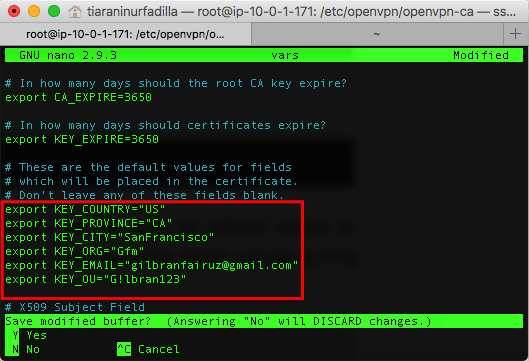 tiaraninurfadilla — root@ip-10-0-1-171: /etc/openvpn/openvpn-ca — ss...
root@ip-10-0-1-171: /etc/openvpn/o...
~
+
GNU nano 2.9.3 vars Modified
# In how many days should the root CA key expire?
export CA_EXPIRE=3650
# In how many days should certificates expire?
export KEY_EXPIRE=3650
# These are the default values for fields
# which will be placed in the certificate.
# Don't leave any of these fields blank.
export KEY_COUNTRY="US"
export KEY_PROVINCE="CA"
export KEY_CITY="SanFrancisco"
export KEY_ORG="Gfm"
export KEY_EMAIL="gilbranfairuz@gmail.com"
export KEY_OU="G!lbran123"
# X509 Subject Field
Save modified buffer? (Answering "No" will DISCARD changes.)
Y Yes
N No ^C Cancel